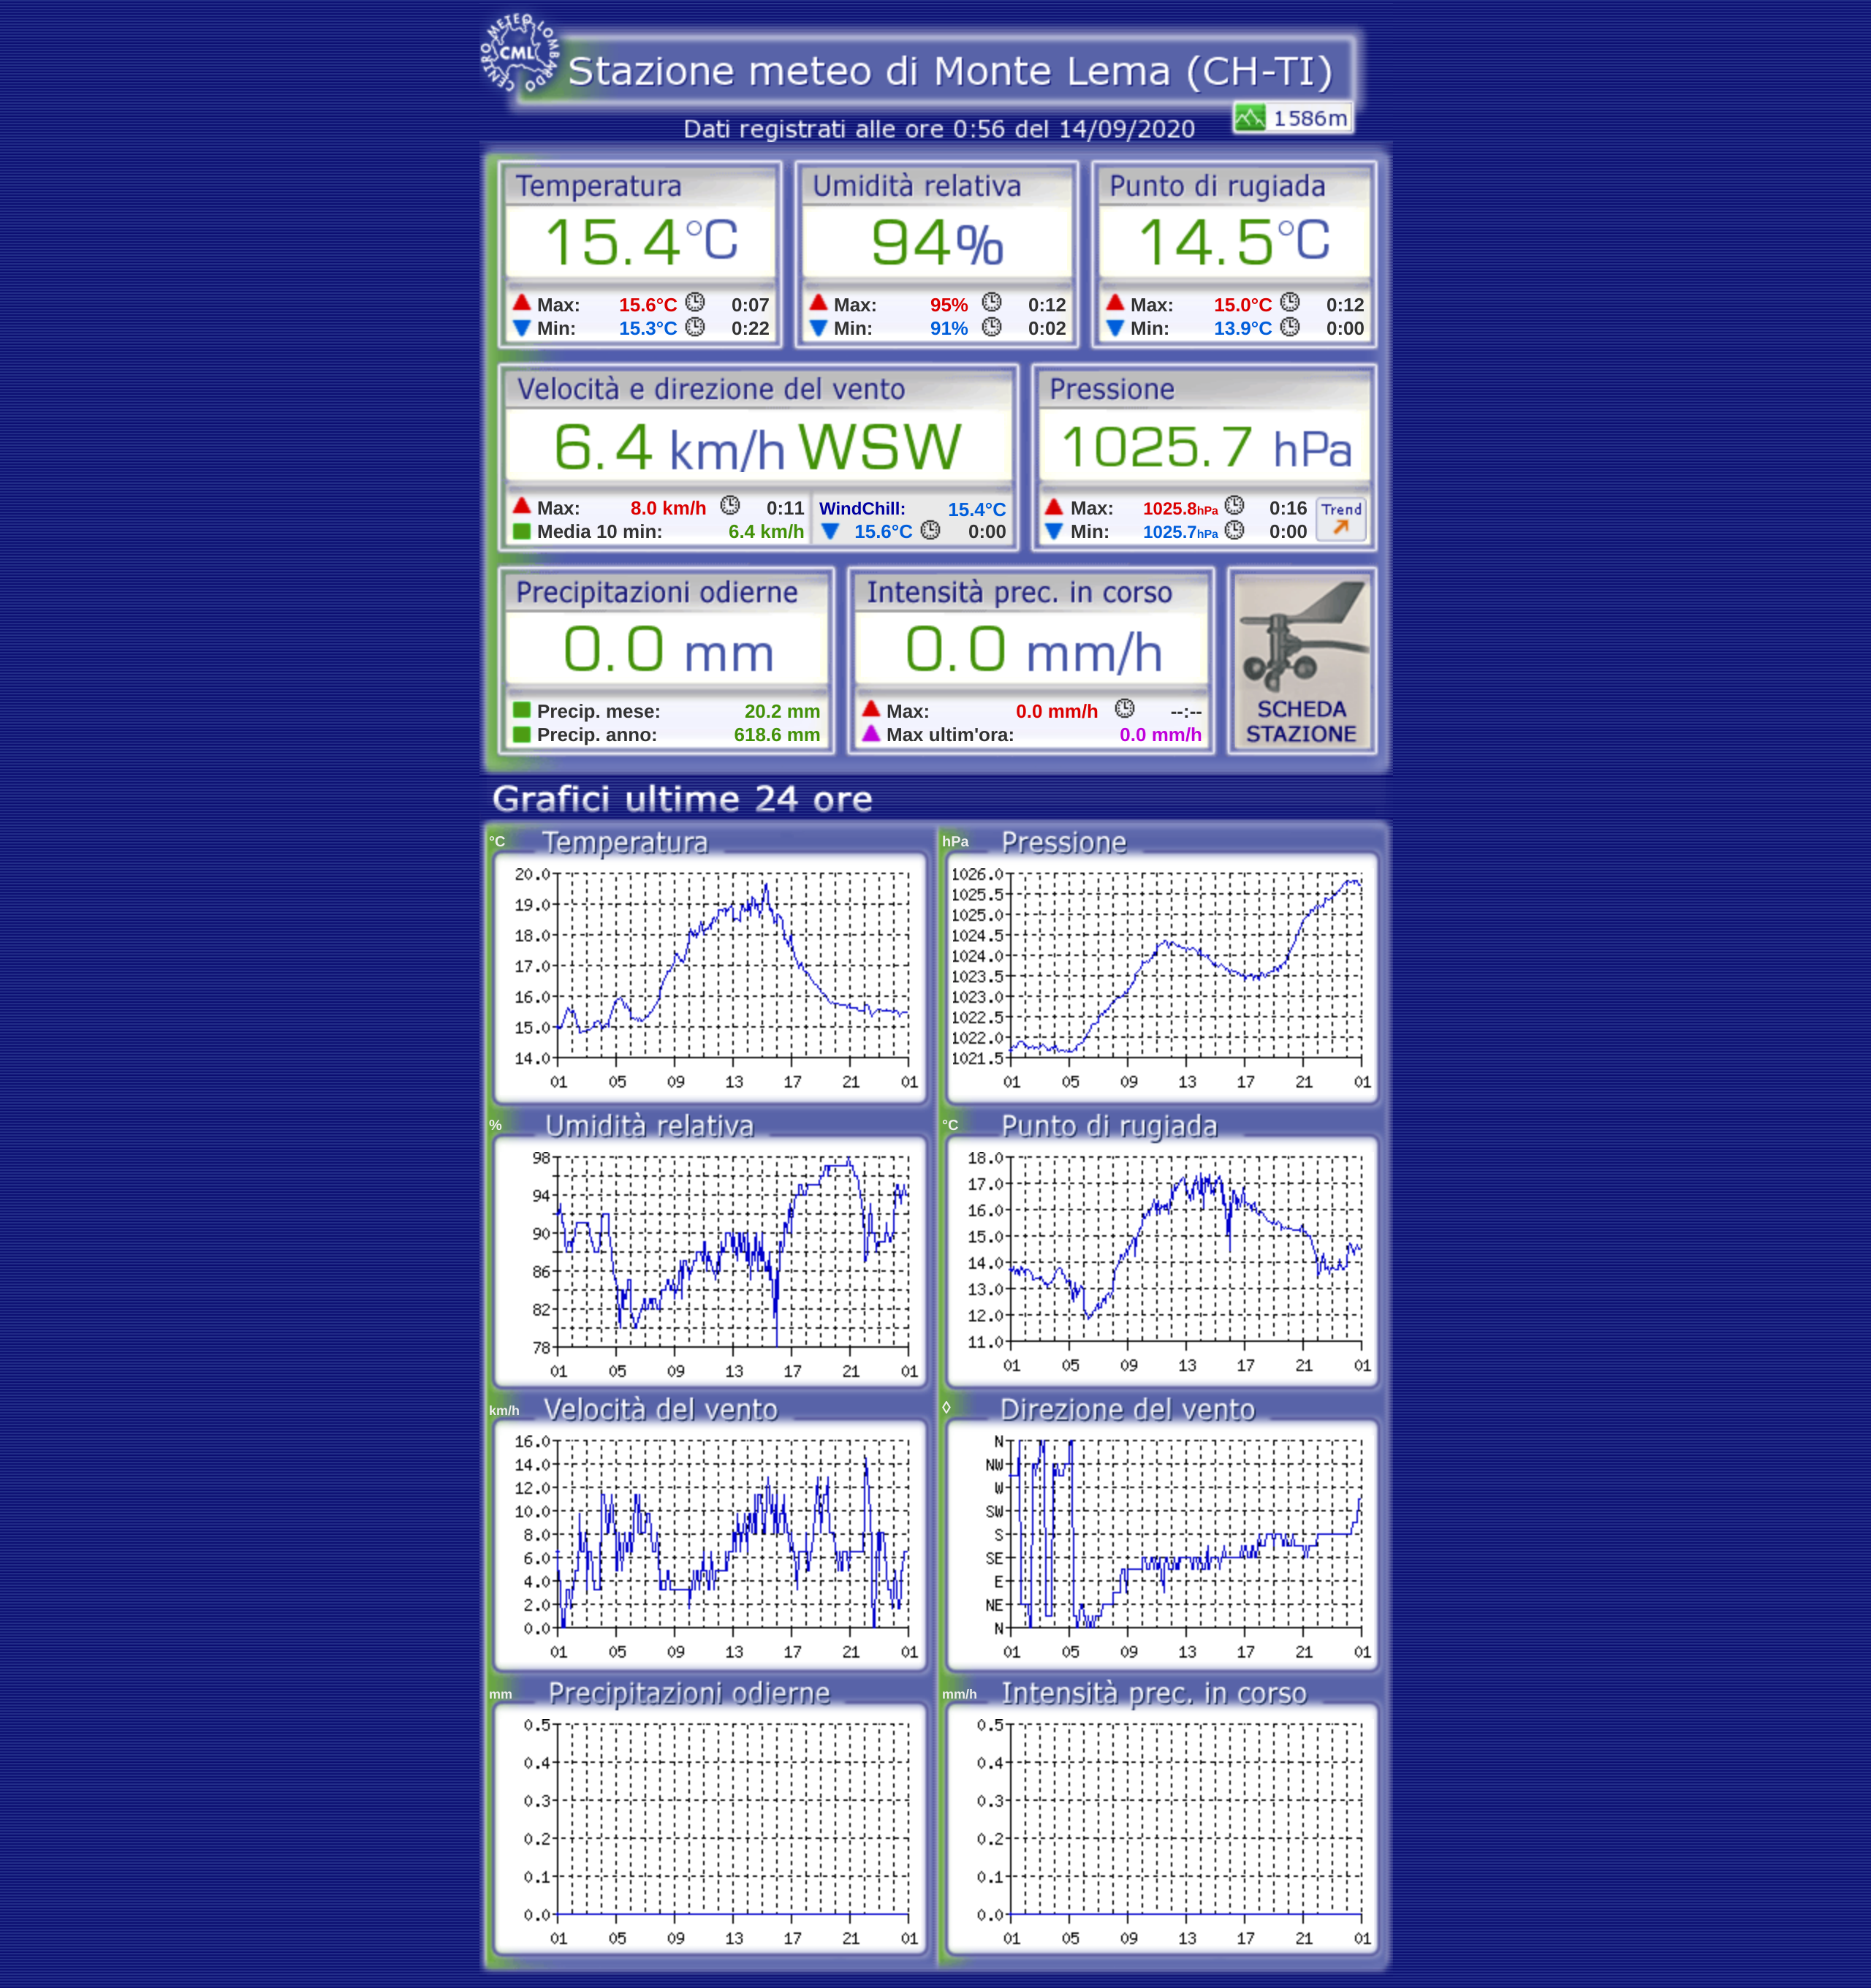 CENTRO METEO LOMBARDO
CML
Stazione meteo di Monte Lema (CH-TI)
1586m
Dati registrati alle ore 0:56 del 14/09/2020
Temperatura
15.4°C
Max: 15.6°C 0:07
Min: 15.3°C 0:22
Umidità relativa
94%
Max: 95% 0:12
Min: 91% 0:02
Punto di rugiada
14.5°C
Max: 15.0°C 0:12
Min: 13.9°C 0:00
Velocità e direzione del vento
6.4 km/h WSW
Max: 8.0 km/h 0:11
Media 10 min: 6.4 km/h
WindChill: 15.4°C
15.6°C 0:00
Pressione
1025.7 hPa
Max: 1025.8hPa 0:16
Min: 1025.7hPa 0:00
Trend
Precipitazioni odierne
0.0 mm
Precip. mese: 20.2 mm
Precip. anno: 618.6 mm
Intensità prec. in corso
0.0 mm/h
Max: 0.0 mm/h --:--
Max ultim'ora: 0.0 mm/h
SCHEDA
STAZIONE
Grafici ultime 24 ore
°C Temperatura
20.0
19.0
18.0
17.0
16.0
15.0
14.0
01 05 09 13 17 21 01
hPa Pressione
1026.0
1025.5
1025.0
1024.5
1024.0
1023.5
1023.0
1022.5
1022.0
1021.5
01 05 09 13 17 21 01
% Umidità relativa
98
94
90
86
82
78
01 05 09 13 17 21 01
°C Punto di rugiada
18.0
17.0
16.0
15.0
14.0
13.0
12.0
11.0
01 05 09 13 17 21 01
km/h Velocità del vento
16.0
14.0
12.0
10.0
8.0
6.0
4.0
2.0
0.0
01 05 09 13 17 21 01
◊ Direzione del vento
N
NW
W
SW
S
SE
E
NE
N
01 05 09 13 17 21 01
mm Precipitazioni odierne
0.5
0.4
0.3
0.2
0.1
0.0
01 05 09 13 17 21 01
mm/h Intensità prec. in corso
0.5
0.4
0.3
0.2
0.1
0.0
01 05 09 13 17 21 01